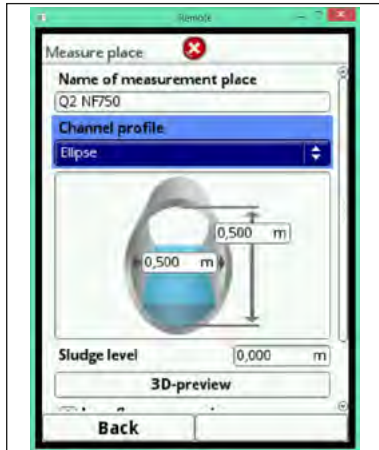 Remote
Measure place
Name of measurement place
Q2 NF750
Channel profile
Ellipse
0,500 m
0,500 m
Sludge level 0,000 m
3D-preview
Back